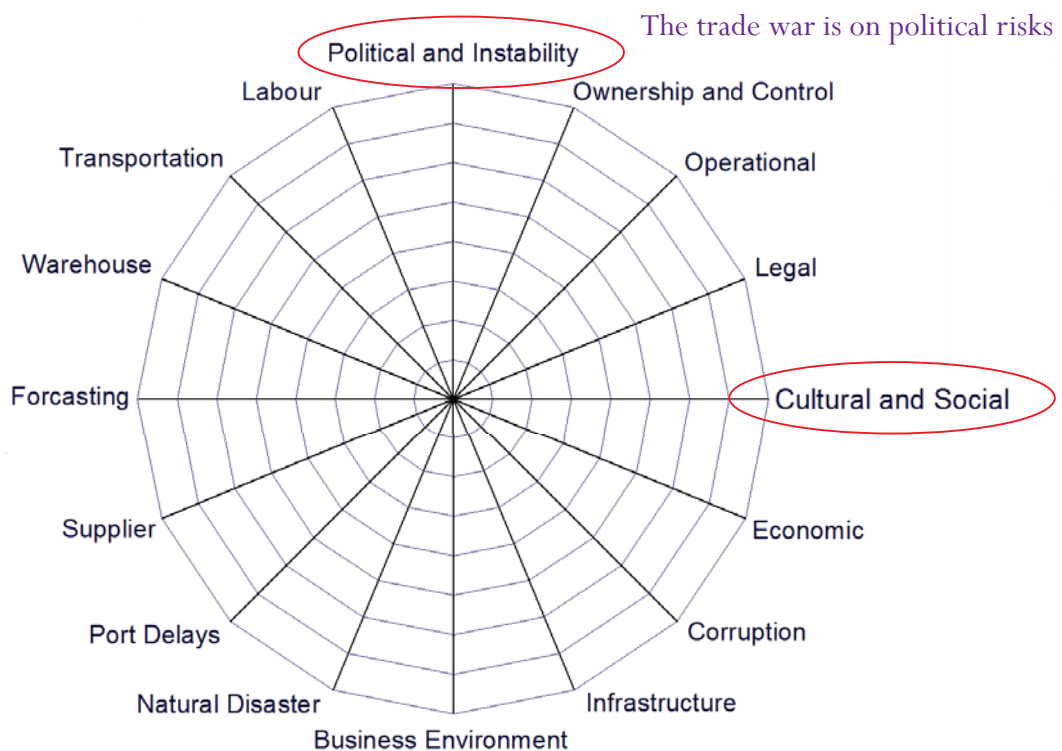 The trade war is on political risks
Political and Instability
Ownership and Control
Operational
Legal
Cultural and Social
Economic
Corruption
Infrastructure
Business Environment
Natural Disaster
Port Delays
Supplier
Forcasting
Warehouse
Transportation
Labour